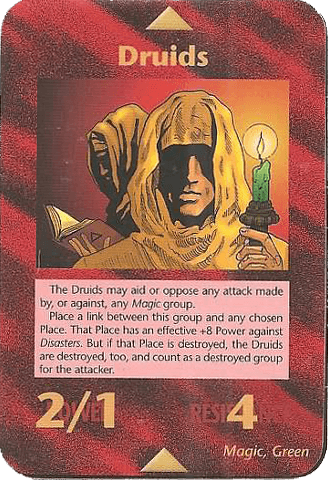 Druids
The Druids may aid or oppose any attack made
by, or against, any Magic group.
Place a link between this group and any chosen
Place. That Place has an effective +8 Power against
Disasters. But if that Place is destroyed, the Druids
are destroyed, too, and count as a destroyed group
for the attacker.
2/1 4
Magic, Green